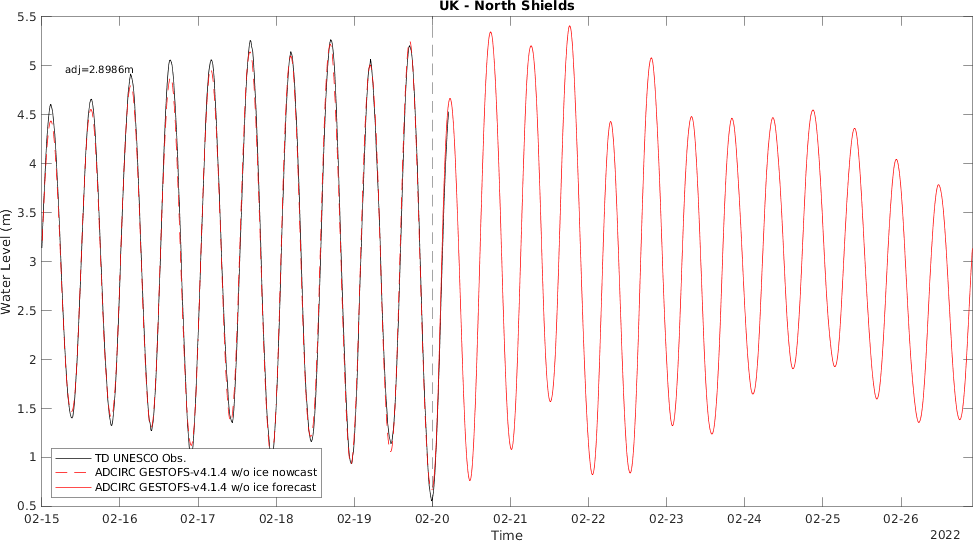 UK - North Shields
5.5
5
4.5
4
3.5
3
2.5
2
1.5
1
0.5
Water Level (m)
adj=2.8986m
TD UNESCO Obs.
ADCIRC GESTOFS-v4.1.4 w/o ice nowcast
ADCIRC GESTOFS-v4.1.4 w/o ice forecast
02-15 02-16 02-17 02-18 02-19 02-20 02-21 02-22 02-23 02-24 02-25 02-26
Time
2022